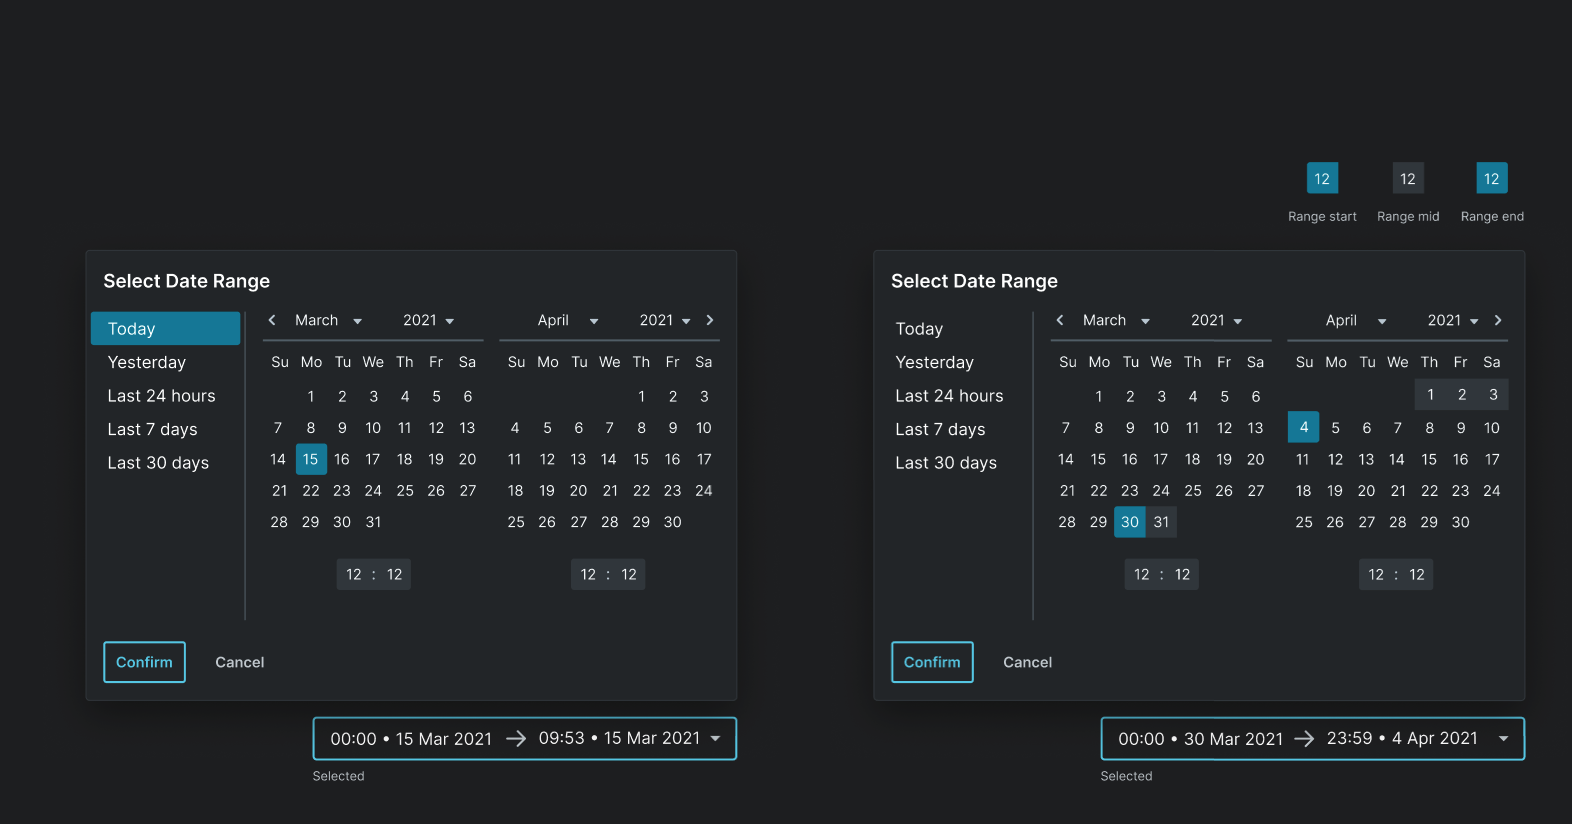 12 12 12
Range start Range mid Range end
Select Date Range
Today
Yesterday
Last 24 hours
Last 7 days
Last 30 days
March 2021 April 2021
Su Mo Tu We Th Fr Sa Su Mo Tu We Th Fr Sa
1 2 3 4 5 6 1 2 3
7 8 9 10 11 12 13 4 5 6 7 8 9 10
14 15 16 17 18 19 20 11 12 13 14 15 16 17
21 22 23 24 25 26 27 18 19 20 21 22 23 24
28 29 30 31 25 26 27 28 29 30
12 : 12 12 : 12
Confirm Cancel
00:00 • 15 Mar 2021 → 09:53 • 15 Mar 2021
Selected
Select Date Range
Today
Yesterday
Last 24 hours
Last 7 days
Last 30 days
March 2021 April 2021
Su Mo Tu We Th Fr Sa Su Mo Tu We Th Fr Sa
1 2 3 4 5 6 1 2 3
7 8 9 10 11 12 13 4 5 6 7 8 9 10
14 15 16 17 18 19 20 11 12 13 14 15 16 17
21 22 23 24 25 26 27 18 19 20 21 22 23 24
28 29 30 31 25 26 27 28 29 30
12 : 12 12 : 12
Confirm Cancel
00:00 • 30 Mar 2021 → 23:59 • 4 Apr 2021
Selected